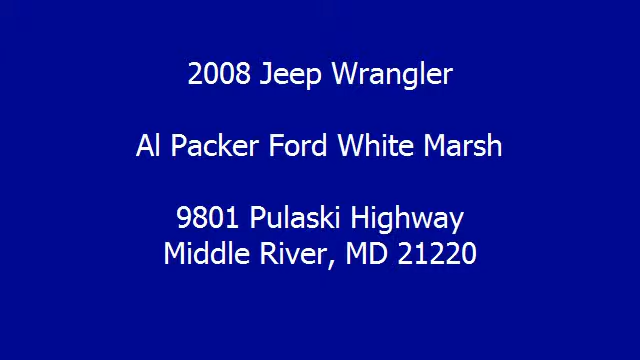 2008 Jeep Wrangler
Al Packer Ford White Marsh
9801 Pulaski Highway
Middle River, MD 21220